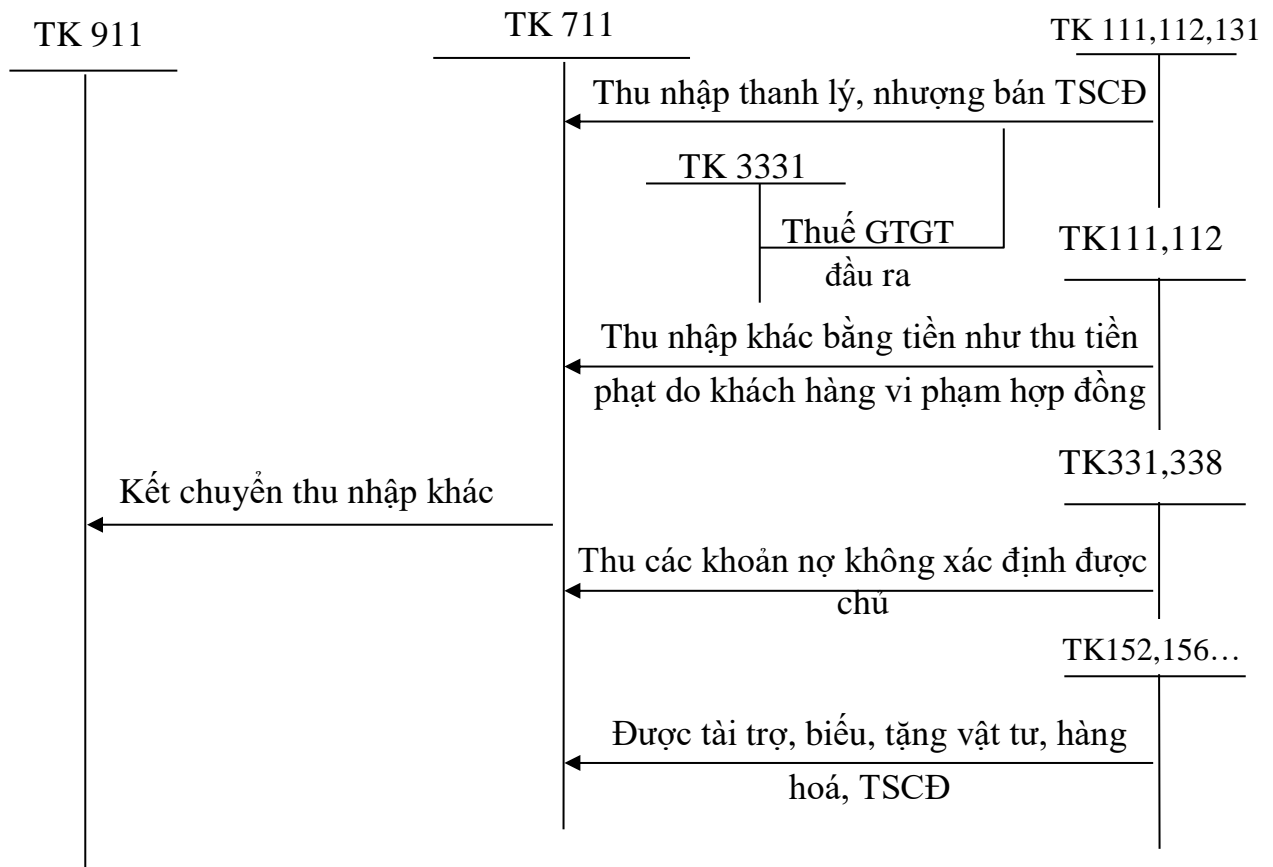 TK 911
TK 711
TK 111,112,131
Thu nhập thanh lý, nhượng bán TSCĐ
TK 3331
Thuế GTGT
đầu ra
TK111,112
Thu nhập khác bằng tiền như thu tiền
phạt do khách hàng vi phạm hợp đồng
TK331,338
Kết chuyển thu nhập khác
Thu các khoản nợ không xác định được
chủ
TK152,156…
Được tài trợ, biếu, tặng vật tư, hàng
hoá, TSCĐ